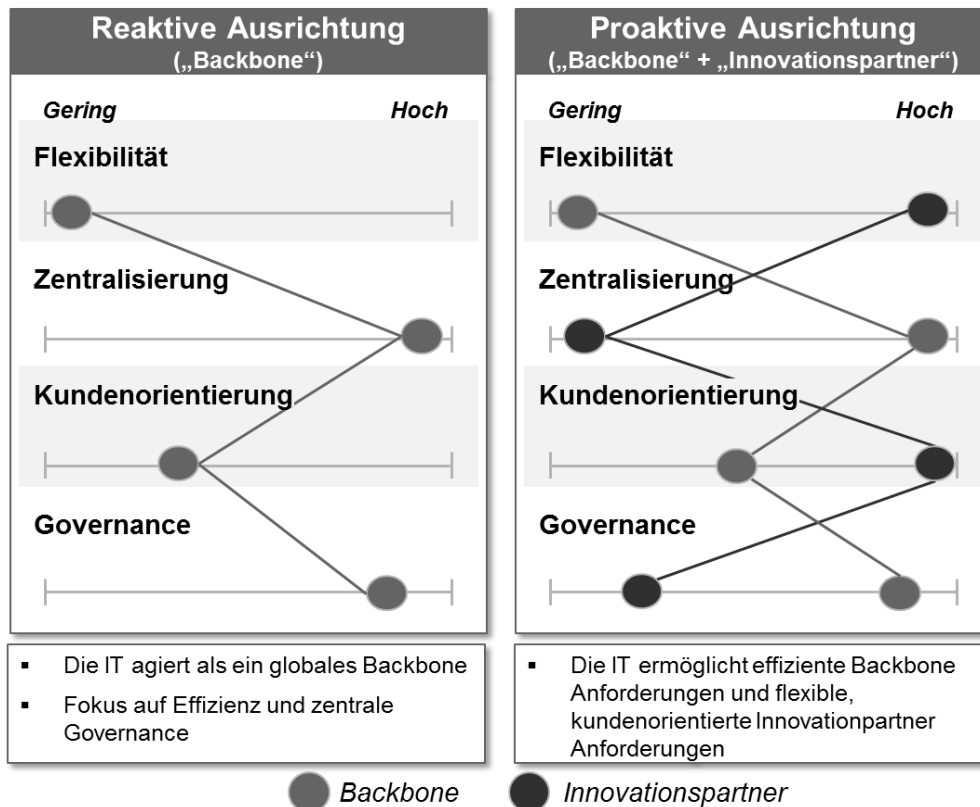 Reaktive Ausrichtung
(„Backbone“)
Gering Hoch
Flexibilität
Zentralisierung
Kundenorientierung
Governance
▪ Die IT agiert als ein globales Backbone
▪ Fokus auf Effizienz und zentrale
Governance
Proaktive Ausrichtung
(„Backbone“ + „Innovationspartner“)
Gering Hoch
Flexibilität
Zentralisierung
Kundenorientierung
Governance
▪ Die IT ermöglicht effiziente Backbone
Anforderungen und flexible,
kundenorientierte Innovationpartner
Anforderungen
Backbone Innovationspartner